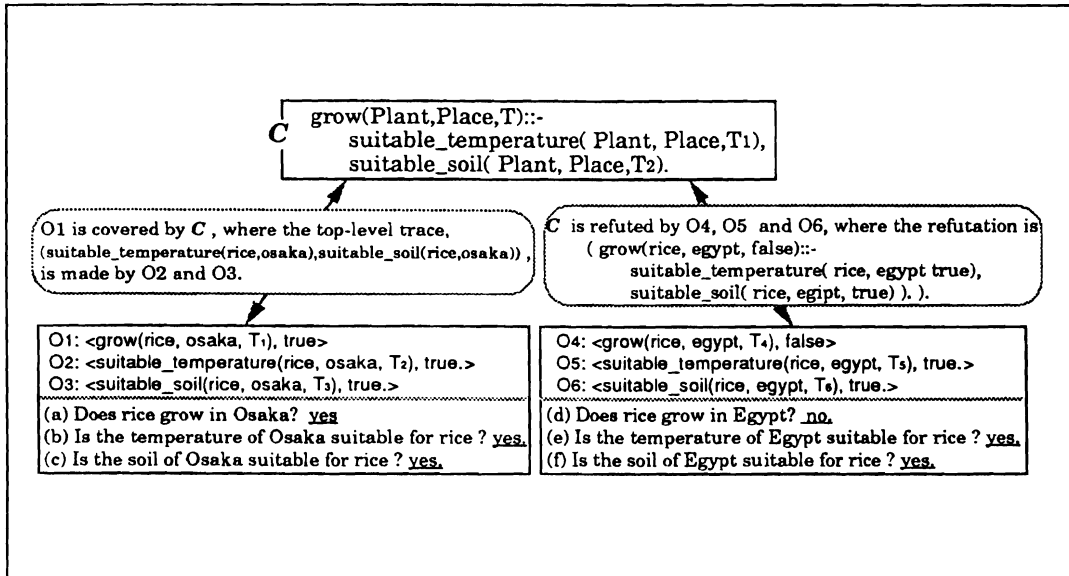 C grow(Plant,Place,T)::-
suitable_temperature( Plant, Place,T1),
suitable_soil( Plant, Place,T2).
O1 is covered by C , where the top-level trace,
(suitable_temperature(rice,osaka),suitable_soil(rice,osaka)) ,
is made by O2 and O3.
C is refuted by O4, O5 and O6, where the refutation is
( grow(rice, egypt, false)::-
suitable_temperature( rice, egypt true),
suitable_soil( rice, egipt, true) ). ).
O1: <grow(rice, osaka, T1), true>
O2: <suitable_temperature(rice, osaka, T2), true.>
O3: <suitable_soil(rice, osaka, T3), true.>
(a) Does rice grow in Osaka? yes
(b) Is the temperature of Osaka suitable for rice ? yes.
(c) Is the soil of Osaka suitable for rice ? yes.
O4: <grow(rice, egypt, T4), false>
O5: <suitable_temperature(rice, egypt, T5), true.>
O6: <suitable_soil(rice, egypt, T6), true.>
(d) Does rice grow in Egypt? no.
(e) Is the temperature of Egypt suitable for rice ? yes.
(f) Is the soil of Egypt suitable for rice ? yes.